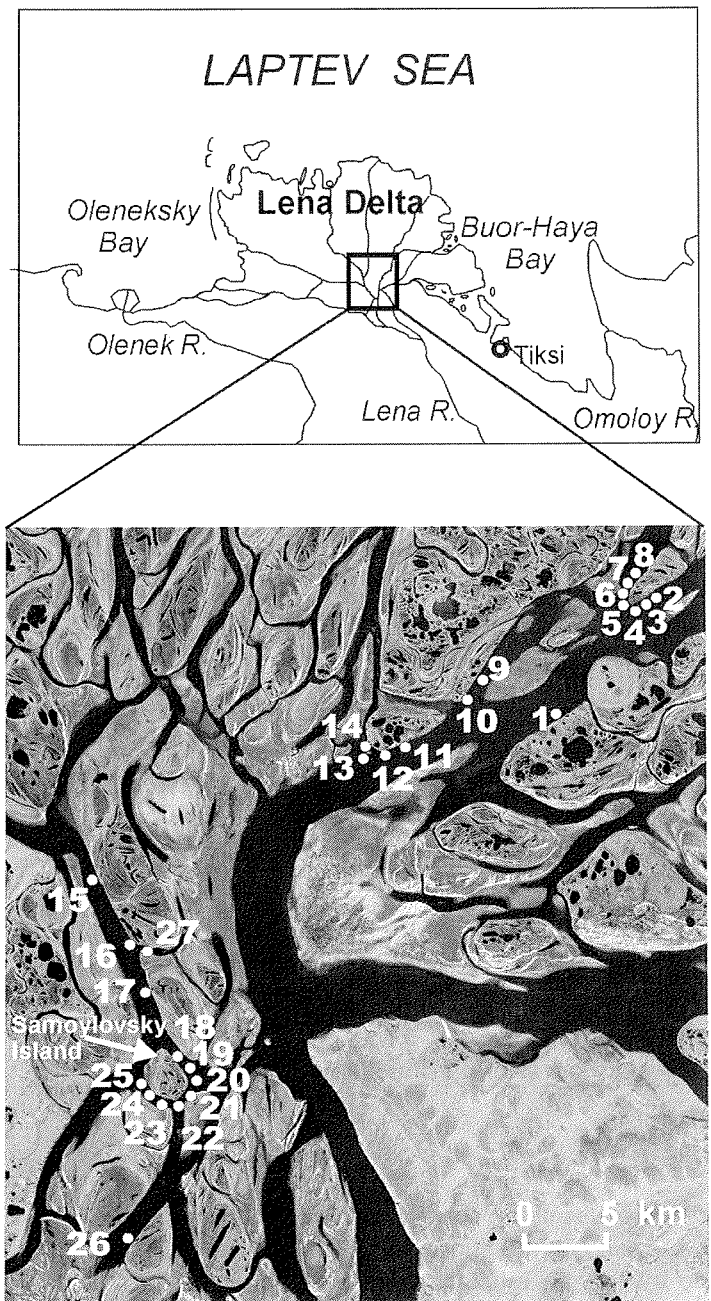 LAPTEV SEA
Lena Delta
Oleneksky
Bay
Buor-Haya
Bay
Olenek R.
Tiksi
Lena R.
Omoloy R.
8
7
6
2
5
3
4
9
10
1
14
11
13
12
15
27
16
17
Samoylovsky
Island
18
19
25
20
24
21
23
22
26
0 5 km